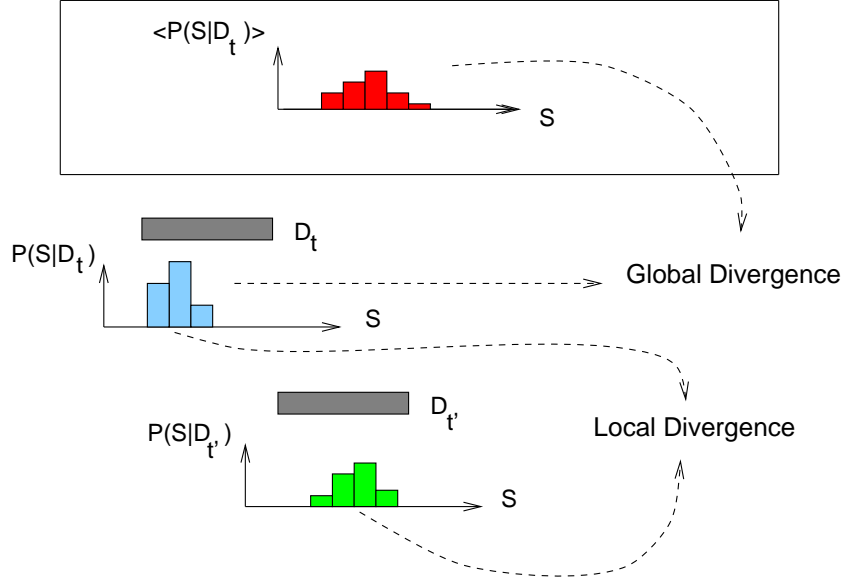 <P(S|D_t)>
S
D_t
P(S|D_t)
Global Divergence
S
D_t'
P(S|D_t')
Local Divergence
S